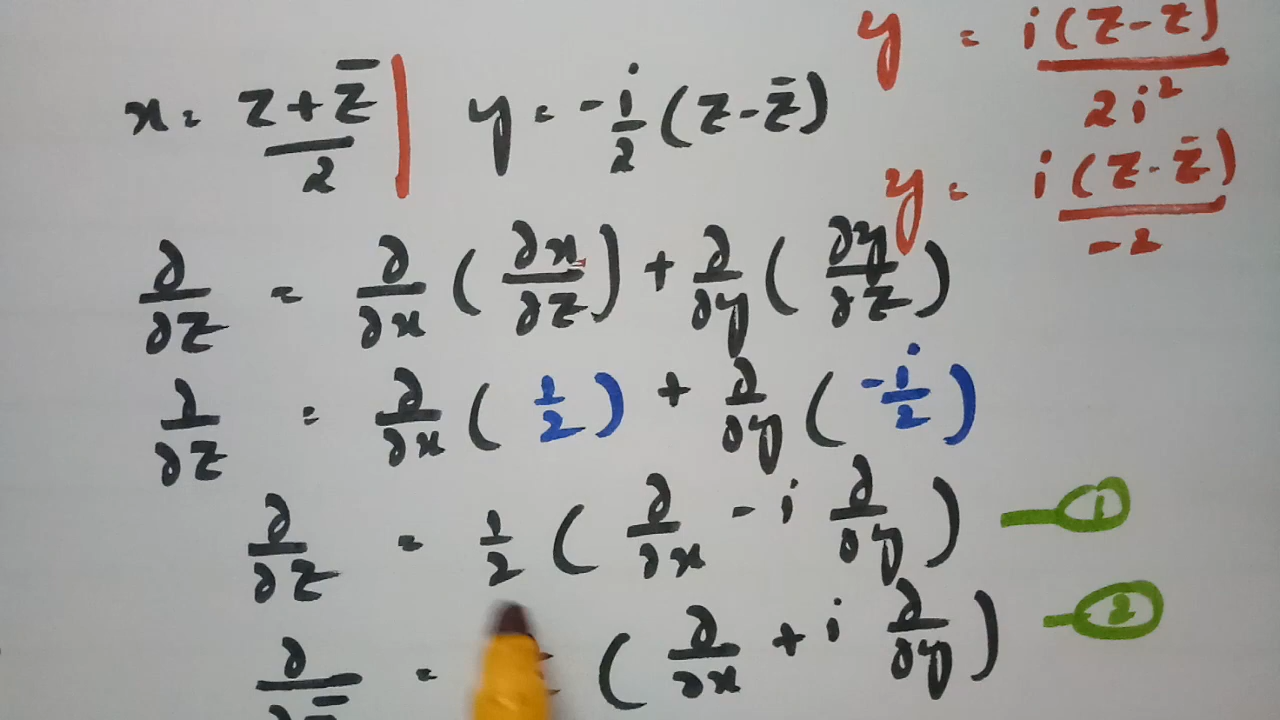 x = (z + z̄)/2 | y = -i/2 (z - z̄)
y = i(z - z)/2i²
y = i(z - z̄)/-2
∂/∂z = ∂/∂x (∂x/∂z) + ∂/∂y (∂y/∂z)
∂/∂z = ∂/∂x (1/2) + ∂/∂y (-i/2)
∂/∂z = 1/2 (∂/∂x - i ∂/∂y) — 1
∂/∂z̄ = (∂/∂x + i ∂/∂y) — 2